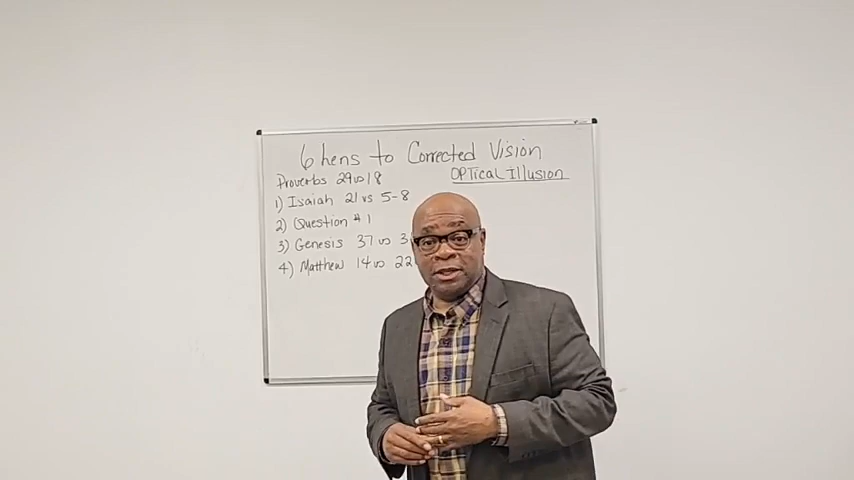 6 hens to Corrected Vision
OPTical Illusion
Proverbs 29 vs 18
1) Isaiah 21 vs 5-8
2) Question #1
3) Genesis 37 vs 3
4) Matthew 14 vs 22